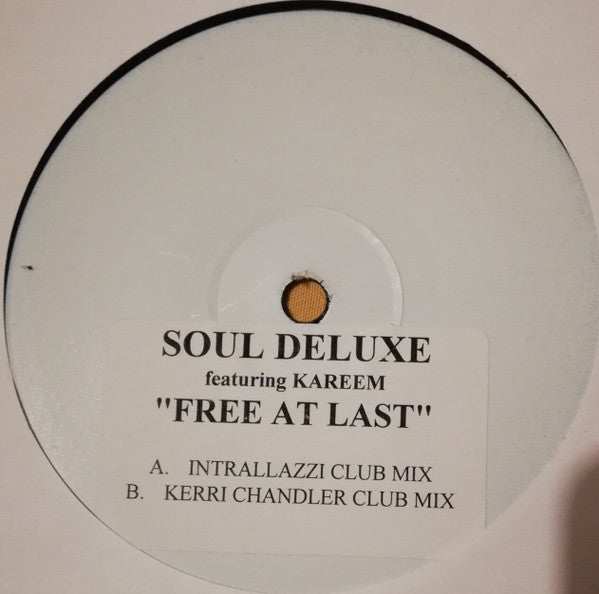 SOUL DELUXE
featuring KAREEM
"FREE AT LAST"
A. INTRALLAZZI CLUB MIX
B. KERRI CHANDLER CLUB MIX